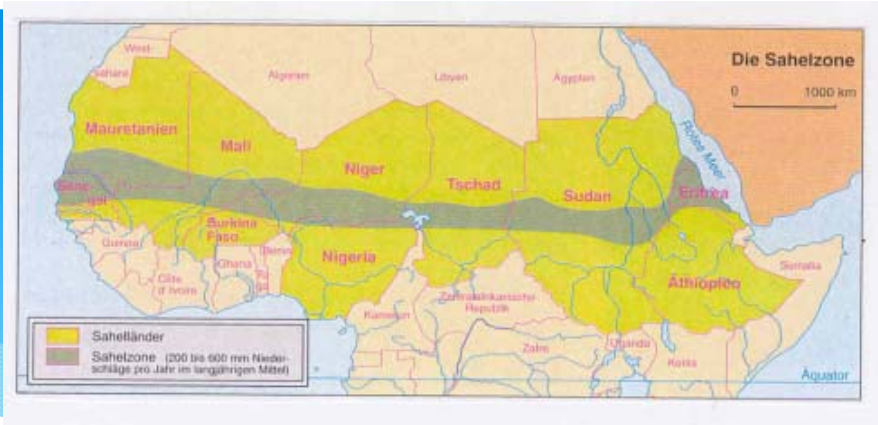 Die Sahelzone
0 1000 km
West-
Sahara
Algerien
Libyen
Ägypten
Rotes Meer
Mauretanien
Mali
Niger
Tschad
Sudan
Eritrea
Sene-
gal
Burkina
Faso
Nigeria
Äthiopien
Guinea
Côte
d'Ivoire
Ghana
To
go
Benin
Kamerun
Zentralafrikanische
Republik
Zaire
Uganda
Kenia
Somalia
Äquator
Sahelländer
Sahelzone (200 bis 600 mm Nieder-
schläge pro Jahr im langjährigen Mittel)